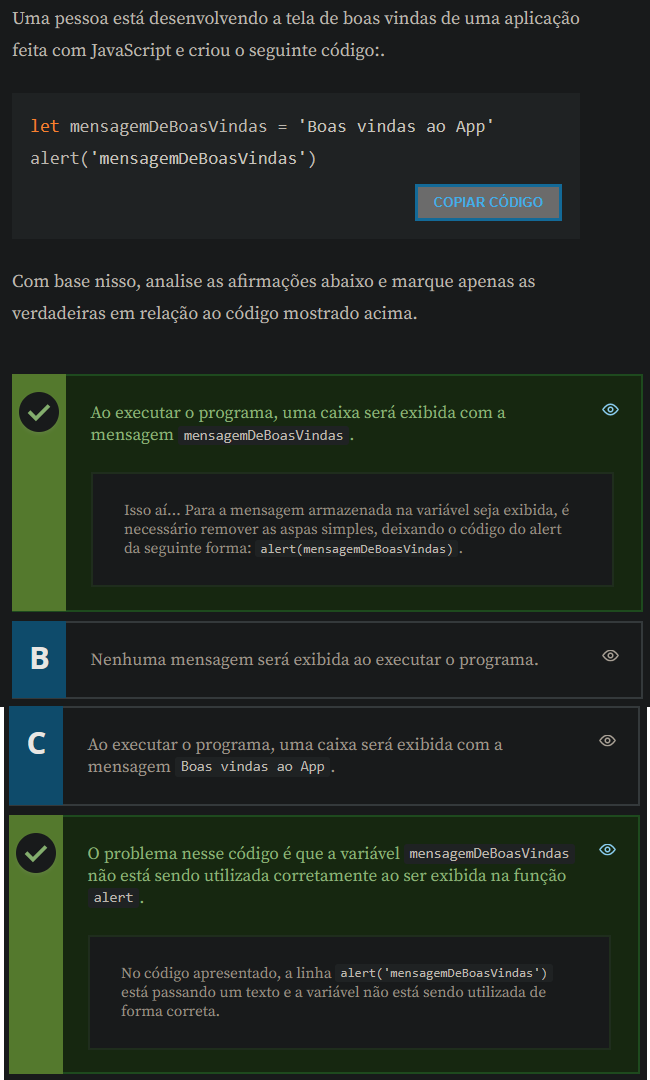 Uma pessoa está desenvolvendo a tela de boas vindas de uma aplicação
feita com JavaScript e criou o seguinte código:.
let mensagemDeBoasVindas = 'Boas vindas ao App'
alert('mensagemDeBoasVindas')
COPIAR CÓDIGO
Com base nisso, analise as afirmações abaixo e marque apenas as
verdadeiras em relação ao código mostrado acima.
Ao executar o programa, uma caixa será exibida com a
mensagem mensagemDeBoasVindas.
Isso aí... Para a mensagem armazenada na variável seja exibida, é
necessário remover as aspas simples, deixando o código do alert
da seguinte forma: alert(mensagemDeBoasVindas).
B
Nenhuma mensagem será exibida ao executar o programa.
C
Ao executar o programa, uma caixa será exibida com a
mensagem Boas vindas ao App.
O problema nesse código é que a variável mensagemDeBoasVindas
não está sendo utilizada corretamente ao ser exibida na função
alert.
No código apresentado, a linha alert('mensagemDeBoasVindas')
está passando um texto e a variável não está sendo utilizada de
forma correta.